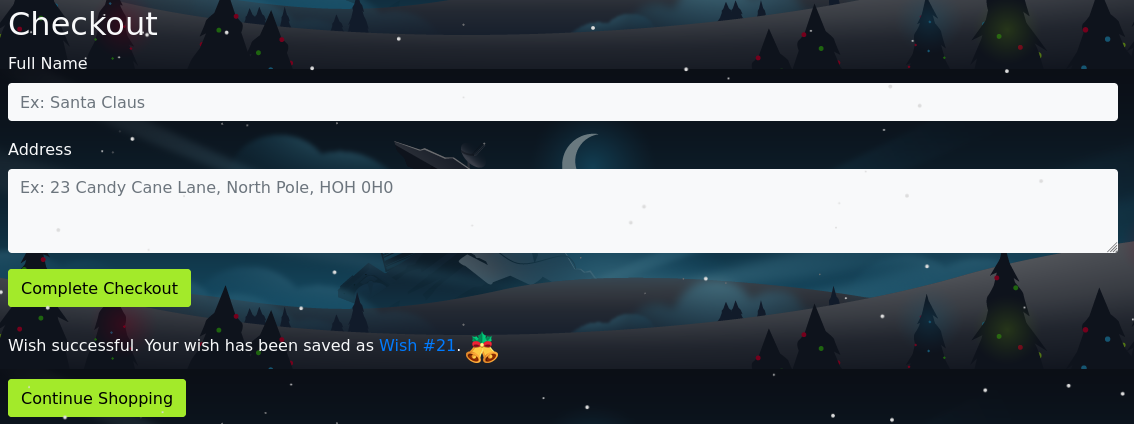 Checkout
Full Name
Ex: Santa Claus
Address
Ex: 23 Candy Cane Lane, North Pole, HOH 0H0
Complete Checkout
Wish successful. Your wish has been saved as Wish #21.
Continue Shopping